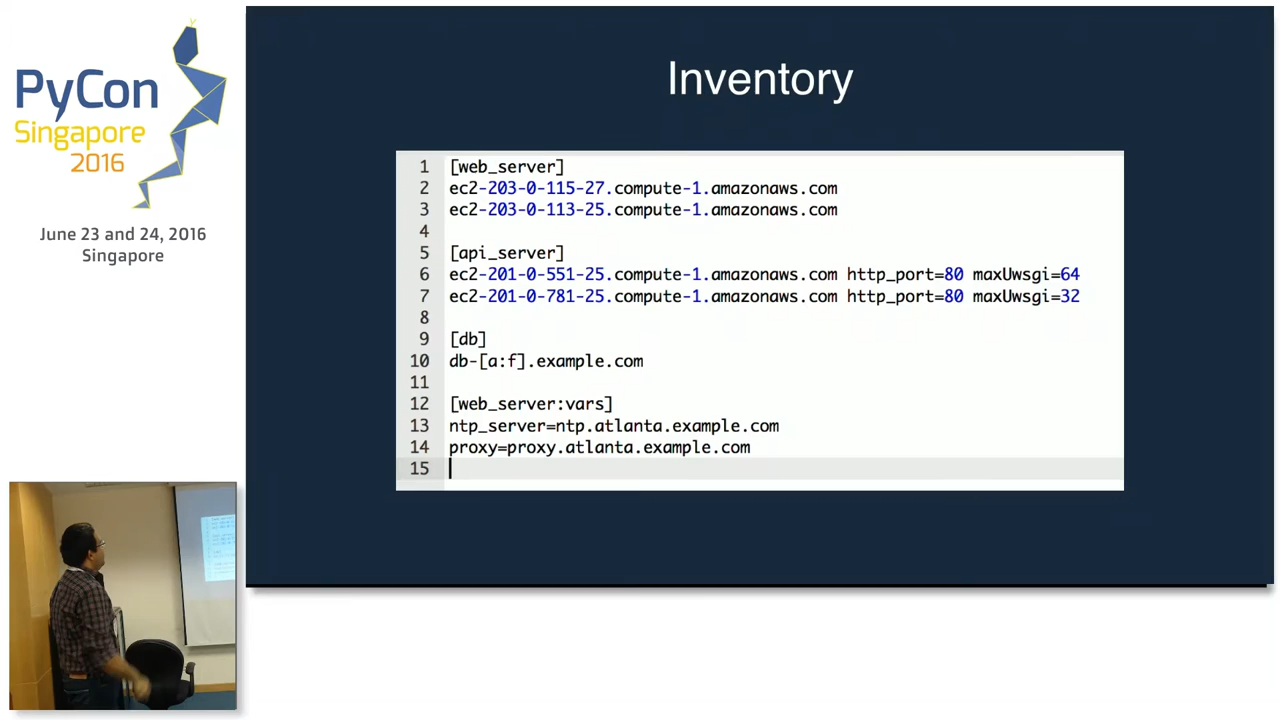 PyCon
Singapore
2016
June 23 and 24, 2016
Singapore
Inventory
1 [web_server]
2 ec2-203-0-115-27.compute-1.amazonaws.com
3 ec2-203-0-113-25.compute-1.amazonaws.com
4
5 [api_server]
6 ec2-201-0-551-25.compute-1.amazonaws.com http_port=80 maxUwsgi=64
7 ec2-201-0-781-25.compute-1.amazonaws.com http_port=80 maxUwsgi=32
8
9 [db]
10 db-[a:f].example.com
11
12 [web_server:vars]
13 ntp_server=ntp.atlanta.example.com
14 proxy=proxy.atlanta.example.com
15